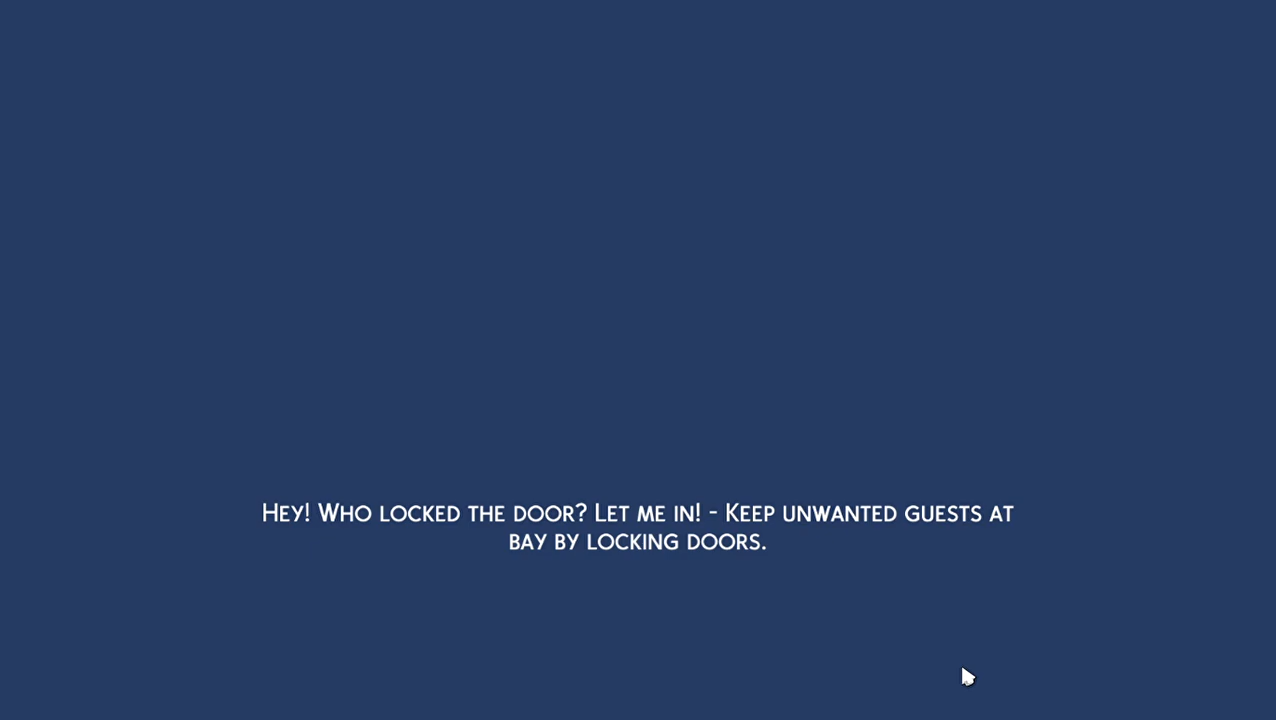 Hey! Who locked the door? Let me in! - Keep unwanted guests at
bay by locking doors.